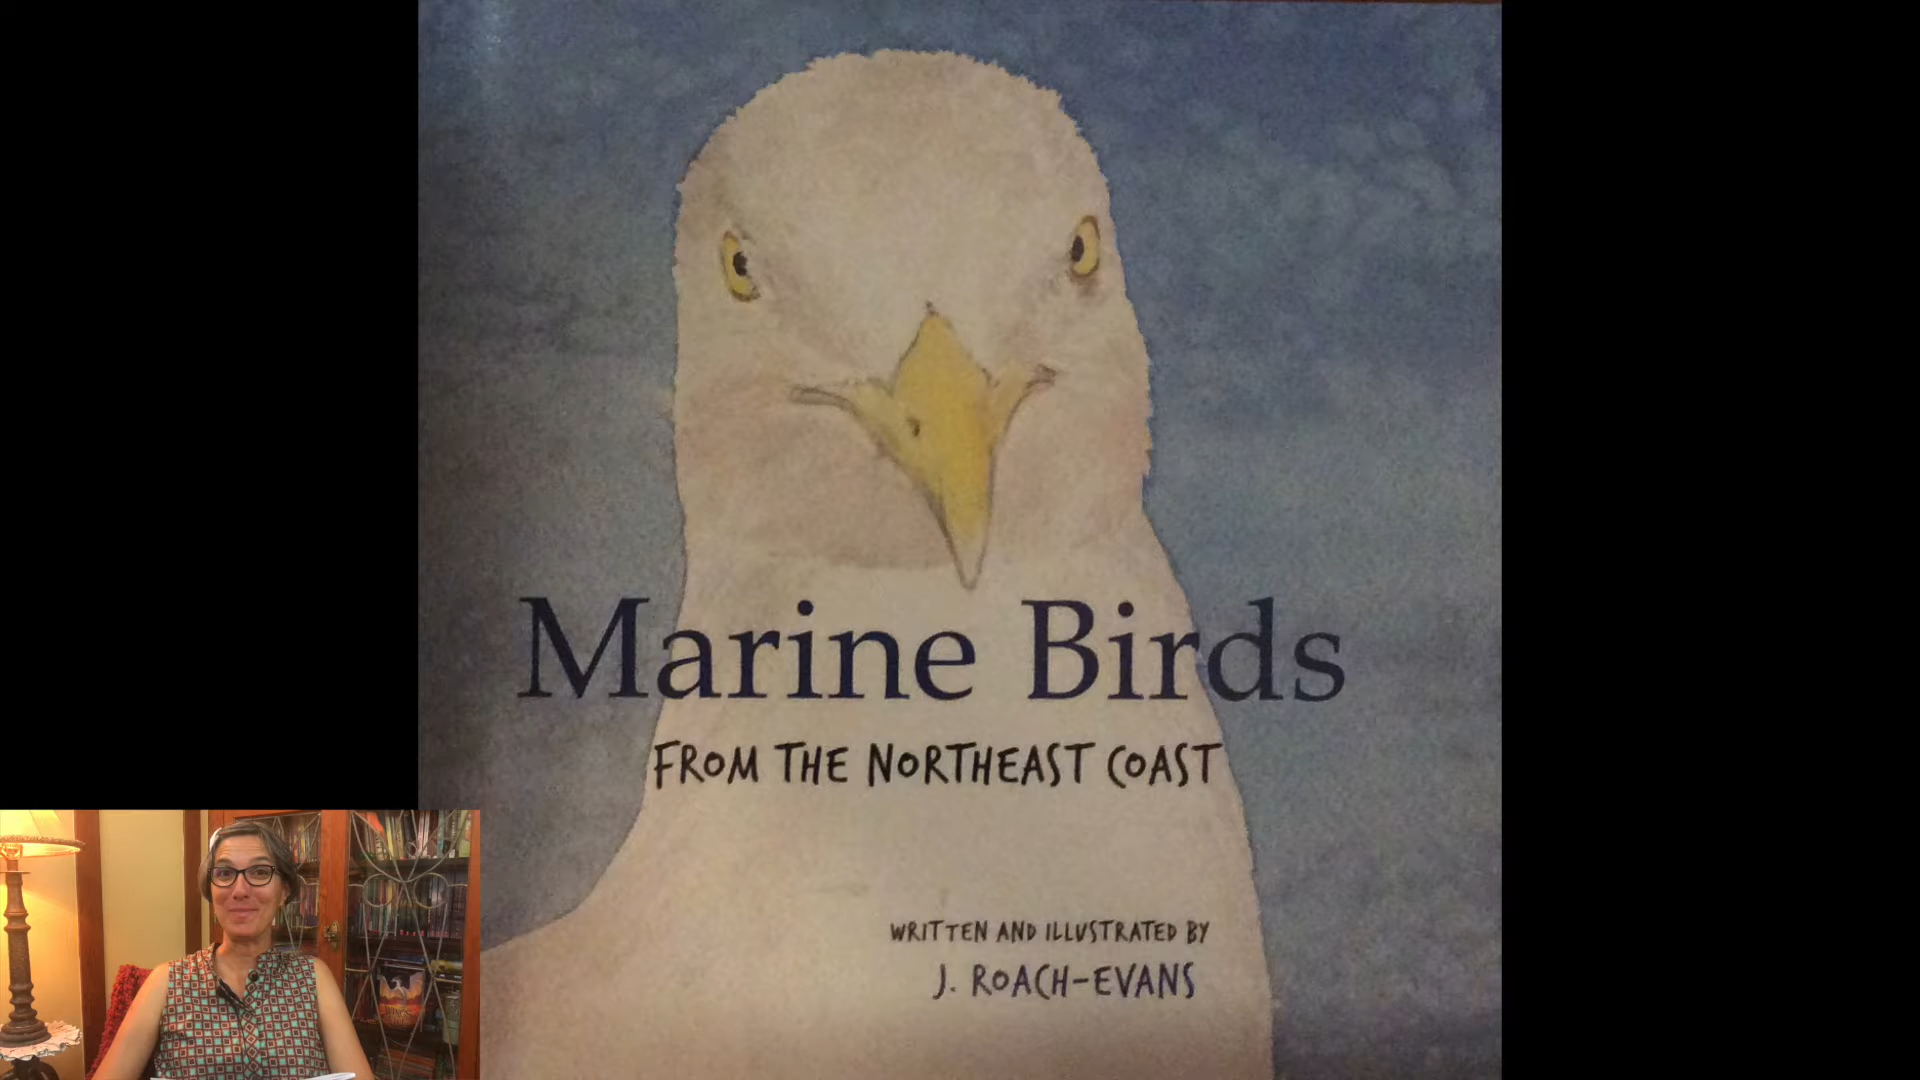 Marine Birds
FROM THE NORTHEAST COAST
WRITTEN AND ILLUSTRATED BY
J. ROACH-EVANS